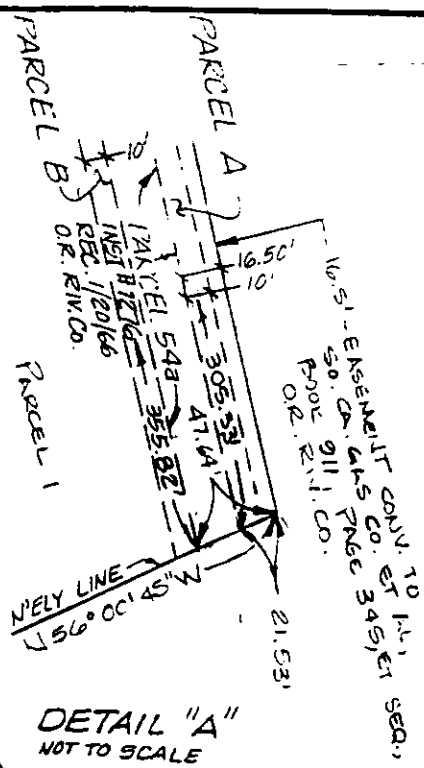 PARCEL A
PARCEL B
10'
16.50'
10'
16.5' - EASEMENT CONV. TO
SO. CA. GAS CO. ET AL,
BOOK 911, PAGE 345, ET SEQ.,
O.R. RIV. CO.
PARCEL 54a
INST # 7276
REC. 1/20/66
O.R. RIV. CO.
305.33'
47.64'
355.82'
PARCEL 1
N'ELY LINE
N 56° 00' 45" W
21.53'
DETAIL "A"
NOT TO SCALE